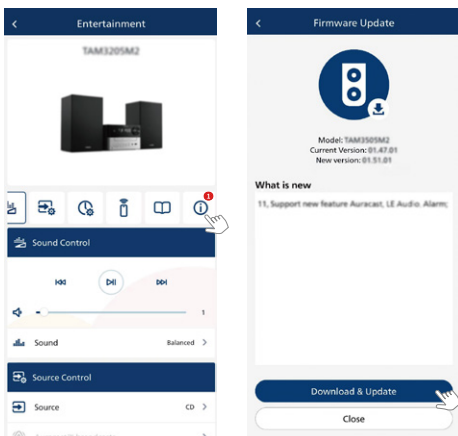 Entertainment
TAM3205M2
1
Sound Control
1
Sound
Balanced
Source Control
Source
CD
Firmware Update
Model: TAM3505M2
Current Version: 01.47.01
New version: 01.51.01
What is new
11, Support new feature Auracast, LE Audio. Alarm;
Download & Update
Close